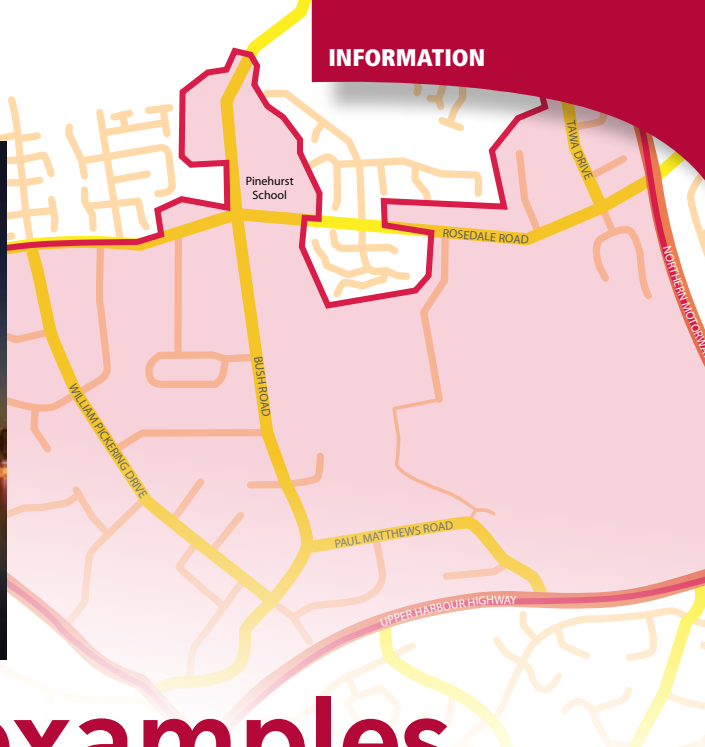 INFORMATION
TAWA DRIVE
Pinehurst
School
ROSEDALE ROAD
NORTHERN MOTORWAY
BUSH ROAD
WILLIAM PICKERING DRIVE
PAUL MATTHEWS ROAD
UPPER HARBOUR HIGHWAY
examples